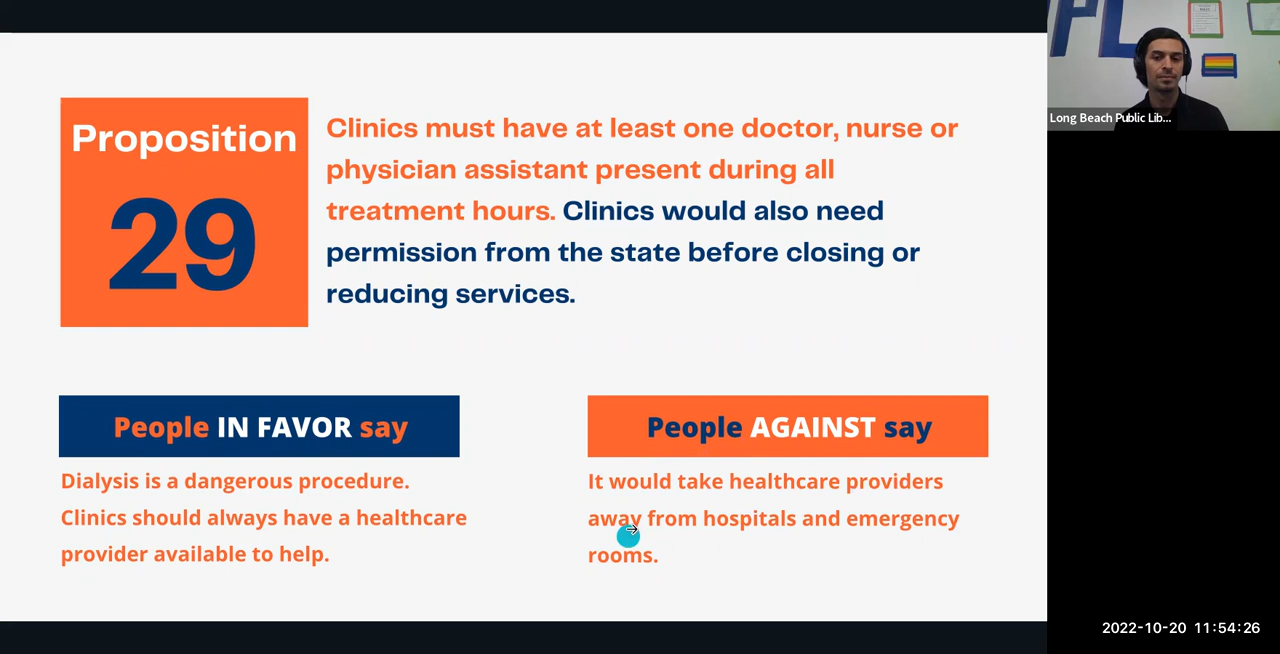 Proposition
29
Clinics must have at least one doctor, nurse or
physician assistant present during all
treatment hours. Clinics would also need
permission from the state before closing or
reducing services.
People IN FAVOR say
Dialysis is a dangerous procedure.
Clinics should always have a healthcare
provider available to help.
People AGAINST say
It would take healthcare providers
away from hospitals and emergency
rooms.
PL
Long Beach Public Lib...
2022-10-20 11:54:26